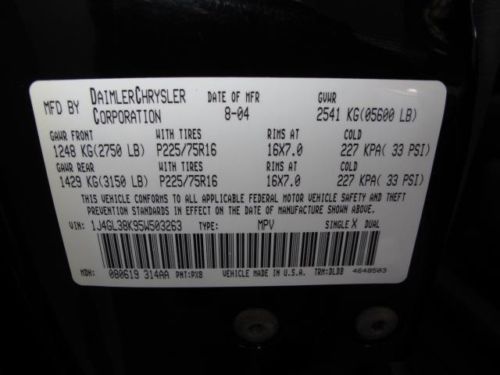 MFD BY DAIMLERCHRYSLER CORPORATION DATE OF MFR 8-04 GVWR 2541 KG(05600 LB)
GAWR FRONT WITH TIRES RIMS AT COLD
1248 KG(2750 LB) P225/75R16 16X7.0 227 KPA( 33 PSI)
GAWR REAR WITH TIRES RIMS AT COLD
1429 KG(3150 LB) P225/75R16 16X7.0 227 KPA( 33 PSI)
THIS VEHICLE CONFORMS TO ALL APPLICABLE FEDERAL MOTOR VEHICLE SAFETY AND THEFT
PREVENTION STANDARDS IN EFFECT ON THE DATE OF MANUFACTURE SHOWN ABOVE.
VIN: 1J4GL38K95W503263 TYPE: MPV SINGLE X DUAL
MDH: 080619 314AA PNT:PXB VEHICLE MADE IN U.S.A. TRM:DLDB 4648503